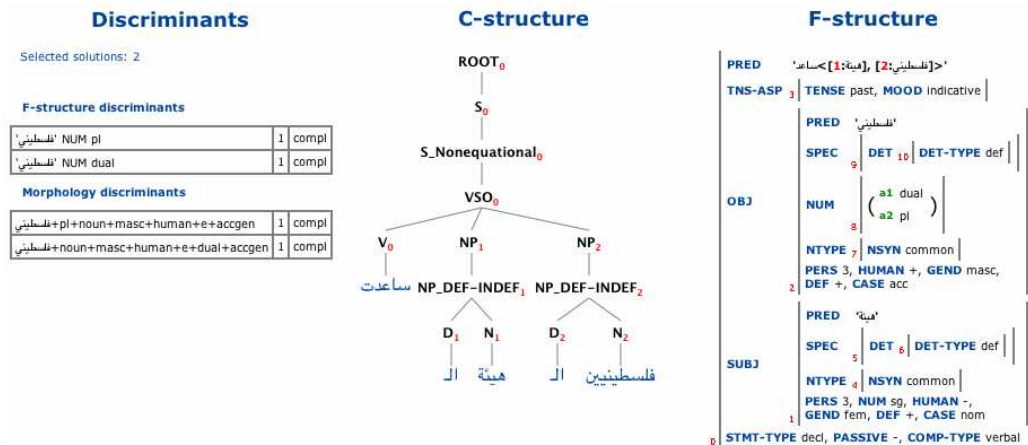 Discriminants
Selected solutions: 2
F-structure discriminants
'فلسطيني' NUM pl 1 compl
'فلسطيني' NUM dual 1 compl
Morphology discriminants
فلسطيني+pl+noun+masc+human+e+accgen 1 compl
فلسطيني+noun+masc+human+e+dual+accgen 1 compl
C-structure
ROOT0
S0
S_Nonequational0
VSO0
V0 NP1 NP2
ساعدت NP_DEF-INDEF1 NP_DEF-INDEF2
D1 N1 D2 N2
الـ هيئة الـ فلسطينيين
F-structure
PRED 'ساعد<[1:هيئة], [2:فلسطيني]>'
TNS-ASP 3 TENSE past, MOOD indicative
PRED 'فلسطيني'
SPEC 9 DET 10 DET-TYPE def
OBJ
NUM 8 ( a1 dual
a2 pl )
NTYPE 7 NSYN common
PERS 3, HUMAN +, GEND masc,
2 DEF +, CASE acc
PRED 'هيئة'
SPEC 5 DET 6 DET-TYPE def
SUBJ
NTYPE 4 NSYN common
PERS 3, NUM sg, HUMAN -,
1 GEND fem, DEF +, CASE nom
0 STMT-TYPE decl, PASSIVE -, COMP-TYPE verbal